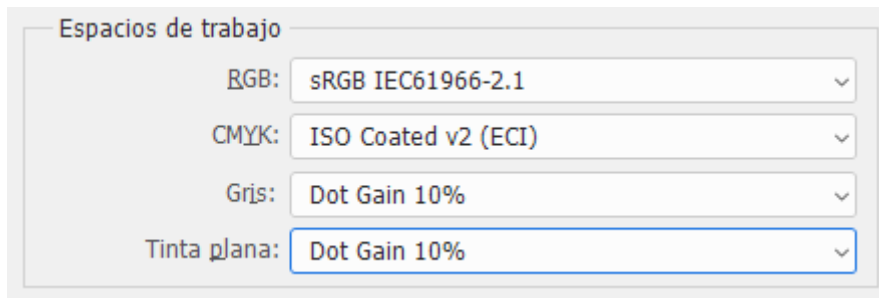 Espacios de trabajo
RGB: sRGB IEC61966-2.1
CMYK: ISO Coated v2 (ECI)
Gris: Dot Gain 10%
Tinta plana: Dot Gain 10%